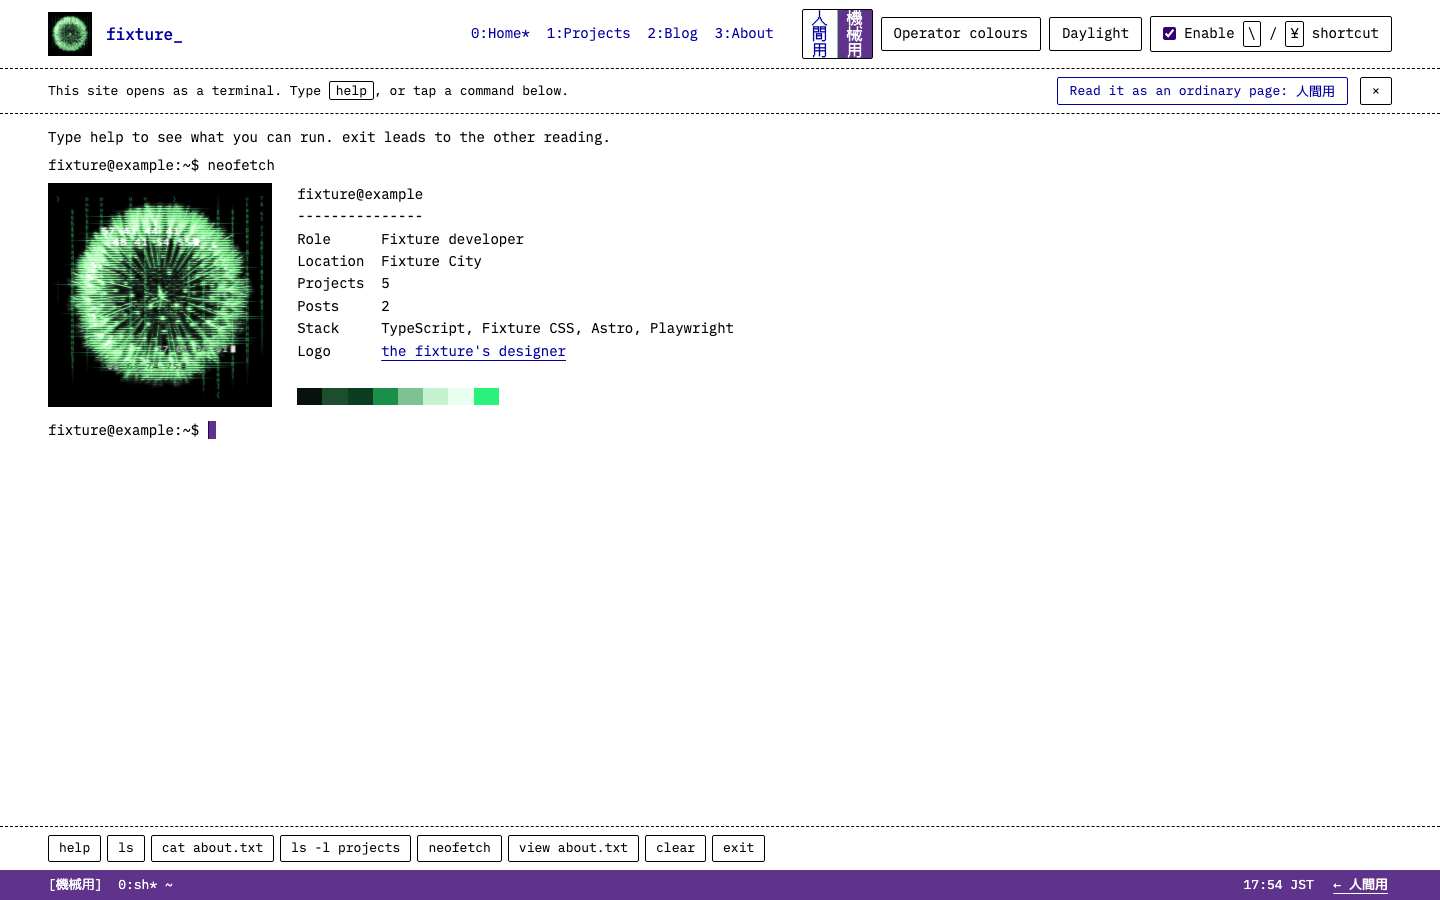 fixture_
0:Home* 1:Projects 2:Blog 3:About
人間用
機械用
Operator colours
Daylight
Enable \ / ¥ shortcut
This site opens as a terminal. Type help, or tap a command below.
Read it as an ordinary page: 人間用
×
Type help to see what you can run. exit leads to the other reading.
fixture@example:~$ neofetch
fixture@example
---------------
Role Fixture developer
Location Fixture City
Projects 5
Posts 2
Stack TypeScript, Fixture CSS, Astro, Playwright
Logo the fixture's designer
fixture@example:~$
help
ls
cat about.txt
ls -l projects
neofetch
view about.txt
clear
exit
[機械用] 0:sh* ~
17:54 JST ← 人間用